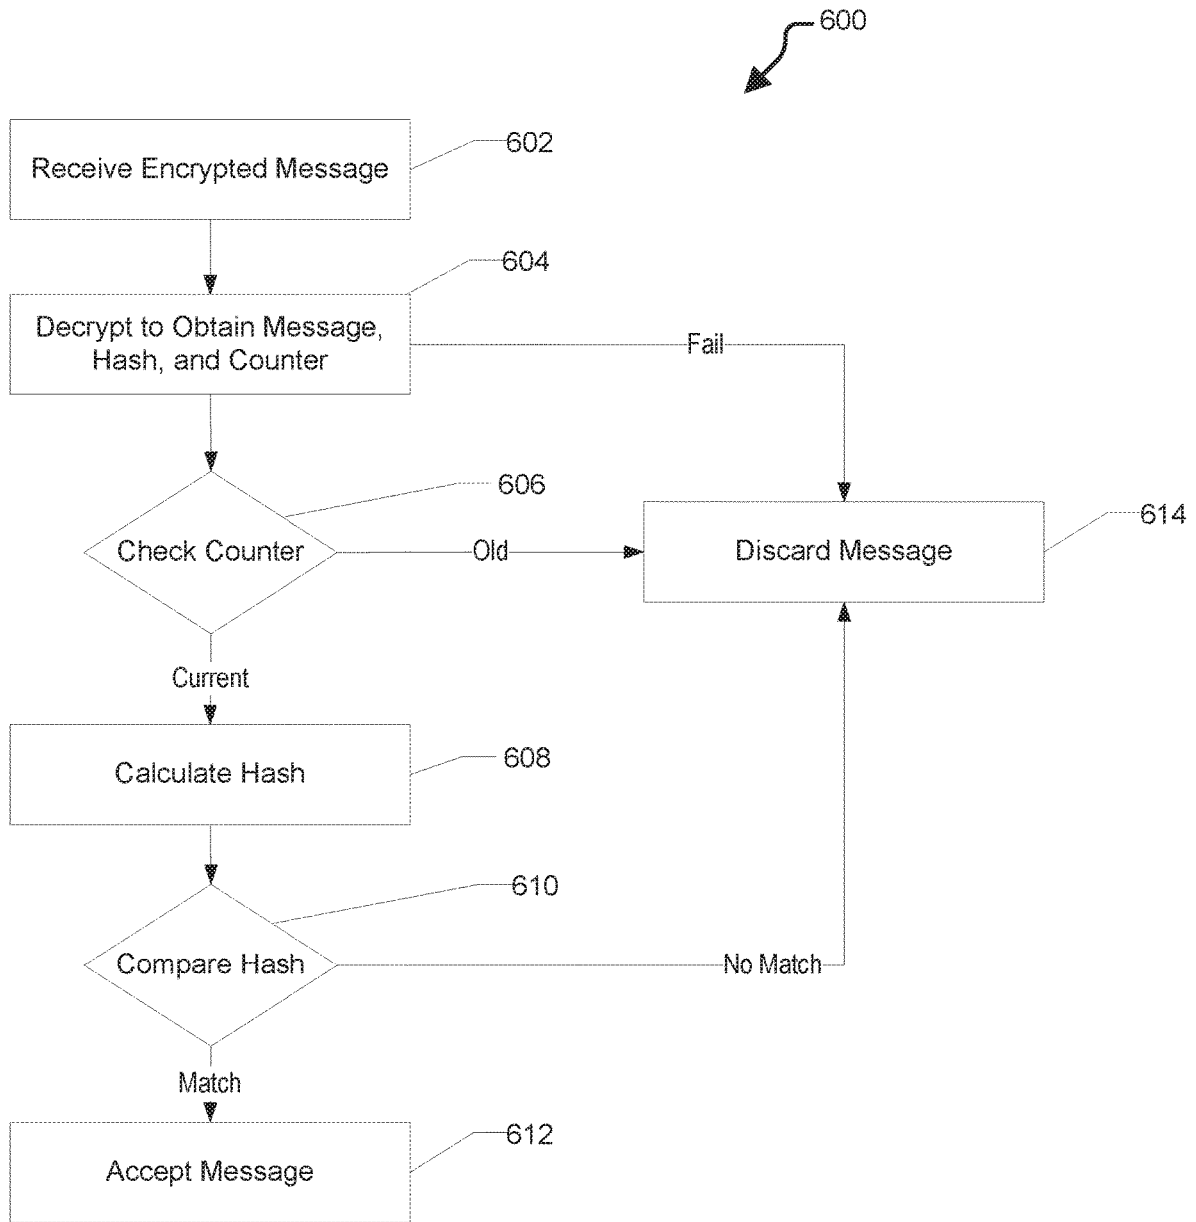 600
Receive Encrypted Message
602
604
Decrypt to Obtain Message,
Hash, and Counter
Fail
606
Check Counter
Old
Discard Message
614
Current
Calculate Hash
608
610
Compare Hash
No Match
Match
Accept Message
612